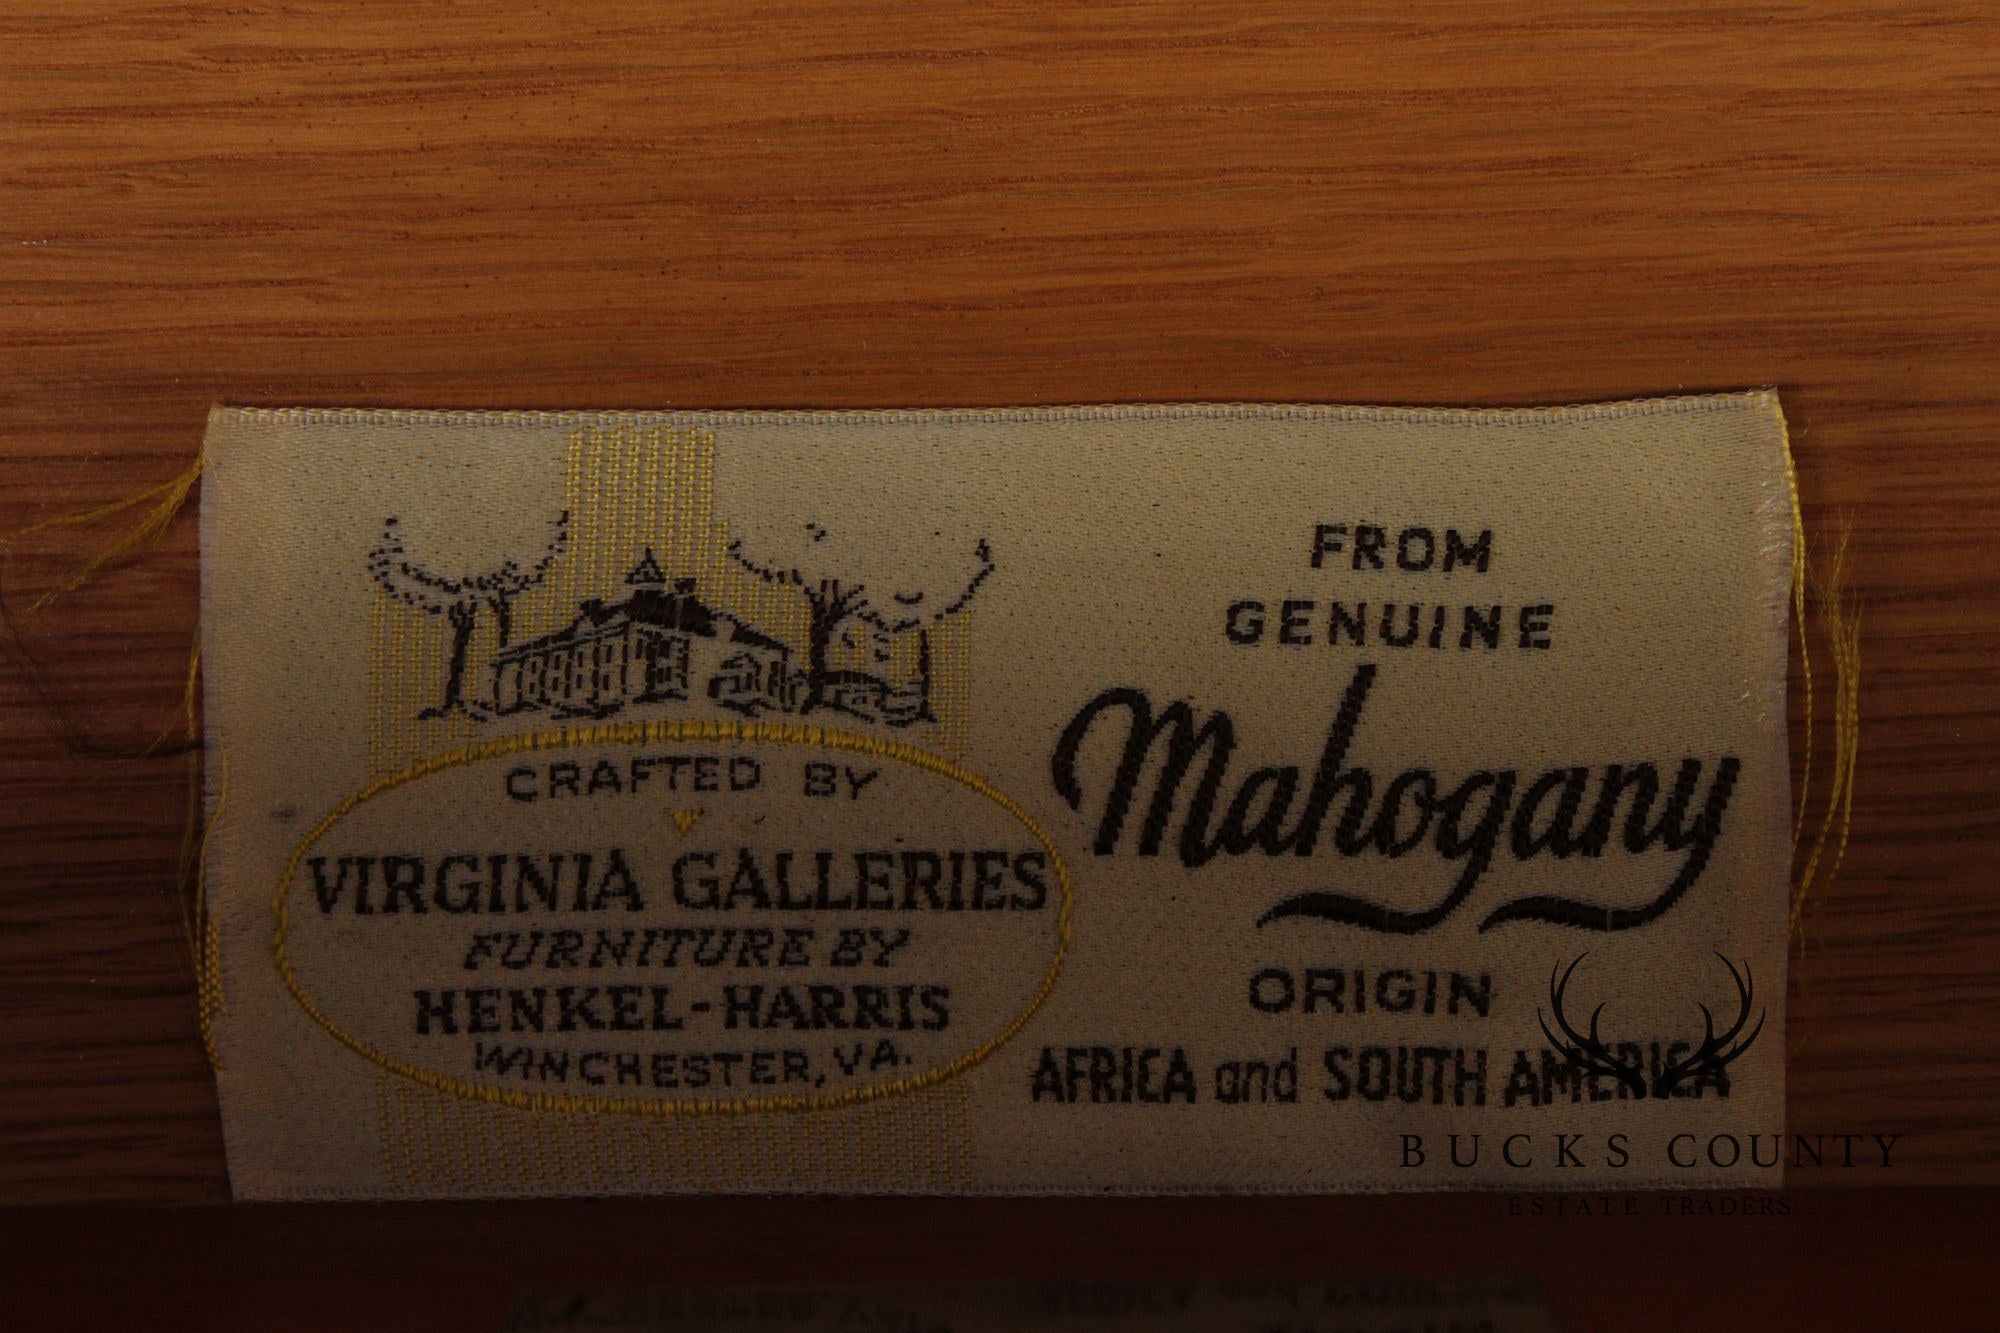 CRAFTED BY
VIRGINIA GALLERIES
FURNITURE BY
HENKEL-HARRIS
WINCHESTER, VA.
FROM
GENUINE
Mahogany
ORIGIN
AFRICA and SOUTH AMERICA
BUCKS COUNTY
ESTATE TRADERS